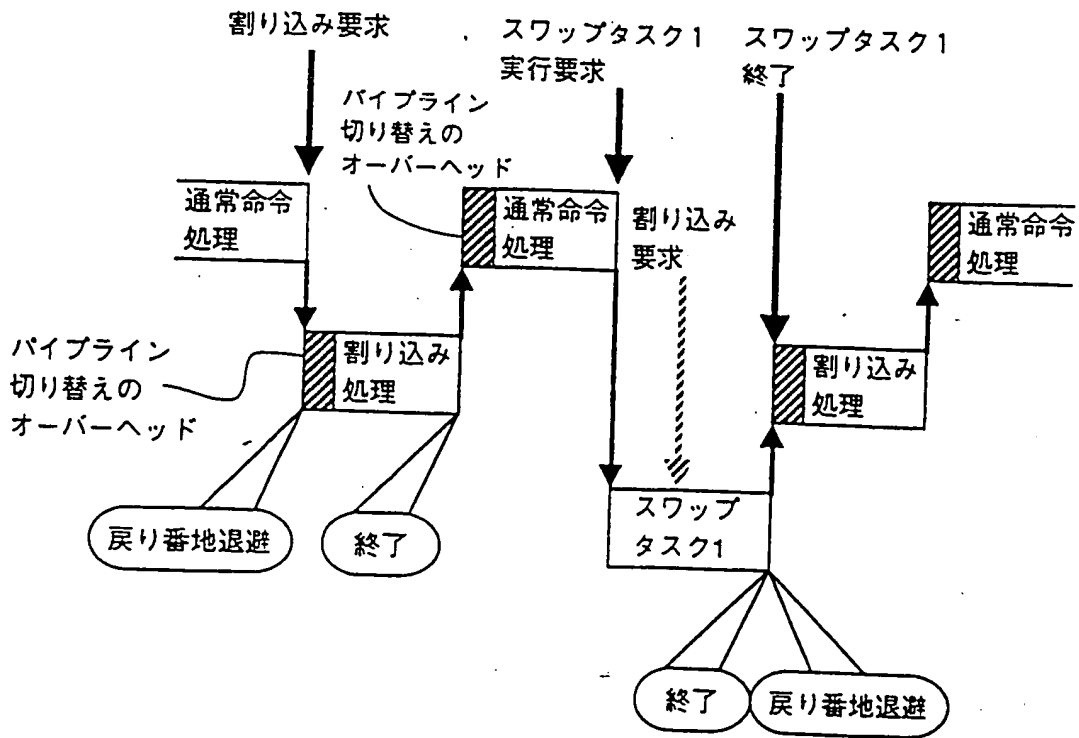 割り込み要求
スワップタスク1
実行要求
スワップタスク1
終了
パイプライン
切り替えの
オーバーヘッド
通常命令
処理
通常命令
処理
割り込み
要求
通常命令
処理
パイプライン
切り替えの
オーバーヘッド
割り込み
処理
割り込み
処理
スワップ
タスク1
戻り番地退避
終了
終了
戻り番地退避